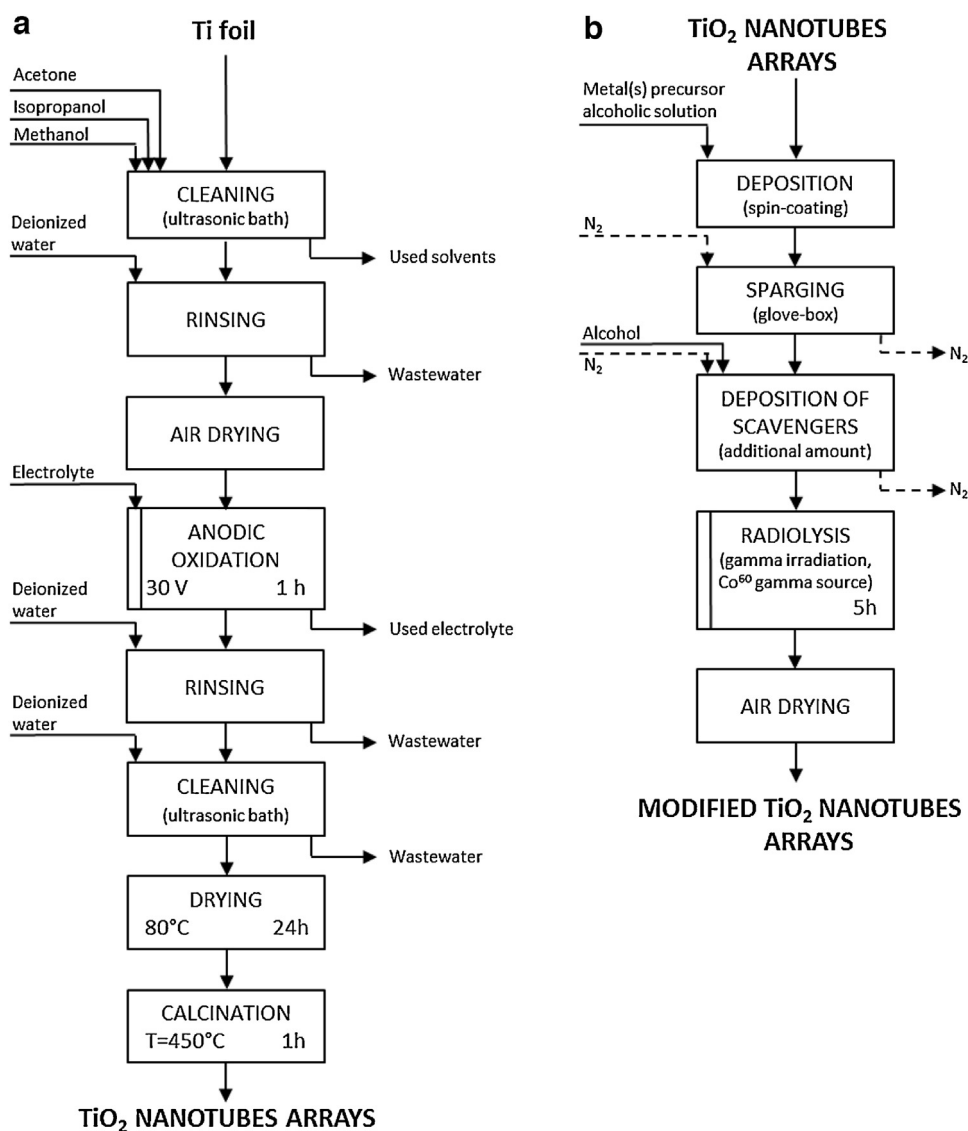 a
Ti foil
Acetone
Isopropanol
Methanol
CLEANING
(ultrasonic bath)
Deionized
water
Used solvents
RINSING
Wastewater
AIR DRYING
Electrolyte
ANODIC
OXIDATION
30 V 1 h
Deionized
water
Used electrolyte
RINSING
Deionized
water
Wastewater
CLEANING
(ultrasonic bath)
Wastewater
DRYING
80°C 24h
CALCINATION
T=450°C 1h
TiO₂ NANOTUBES ARRAYS
b
TiO₂ NANOTUBES
ARRAYS
Metal(s) precursor
alcoholic solution
DEPOSITION
(spin-coating)
N₂
SPARGING
(glove-box)
Alcohol
N₂
N₂
DEPOSITION OF
SCAVENGERS
(additional amount)
N₂
RADIOLYSIS
(gamma irradiation,
Co⁶⁰ gamma source)
5h
AIR DRYING
MODIFIED TiO₂ NANOTUBES
ARRAYS